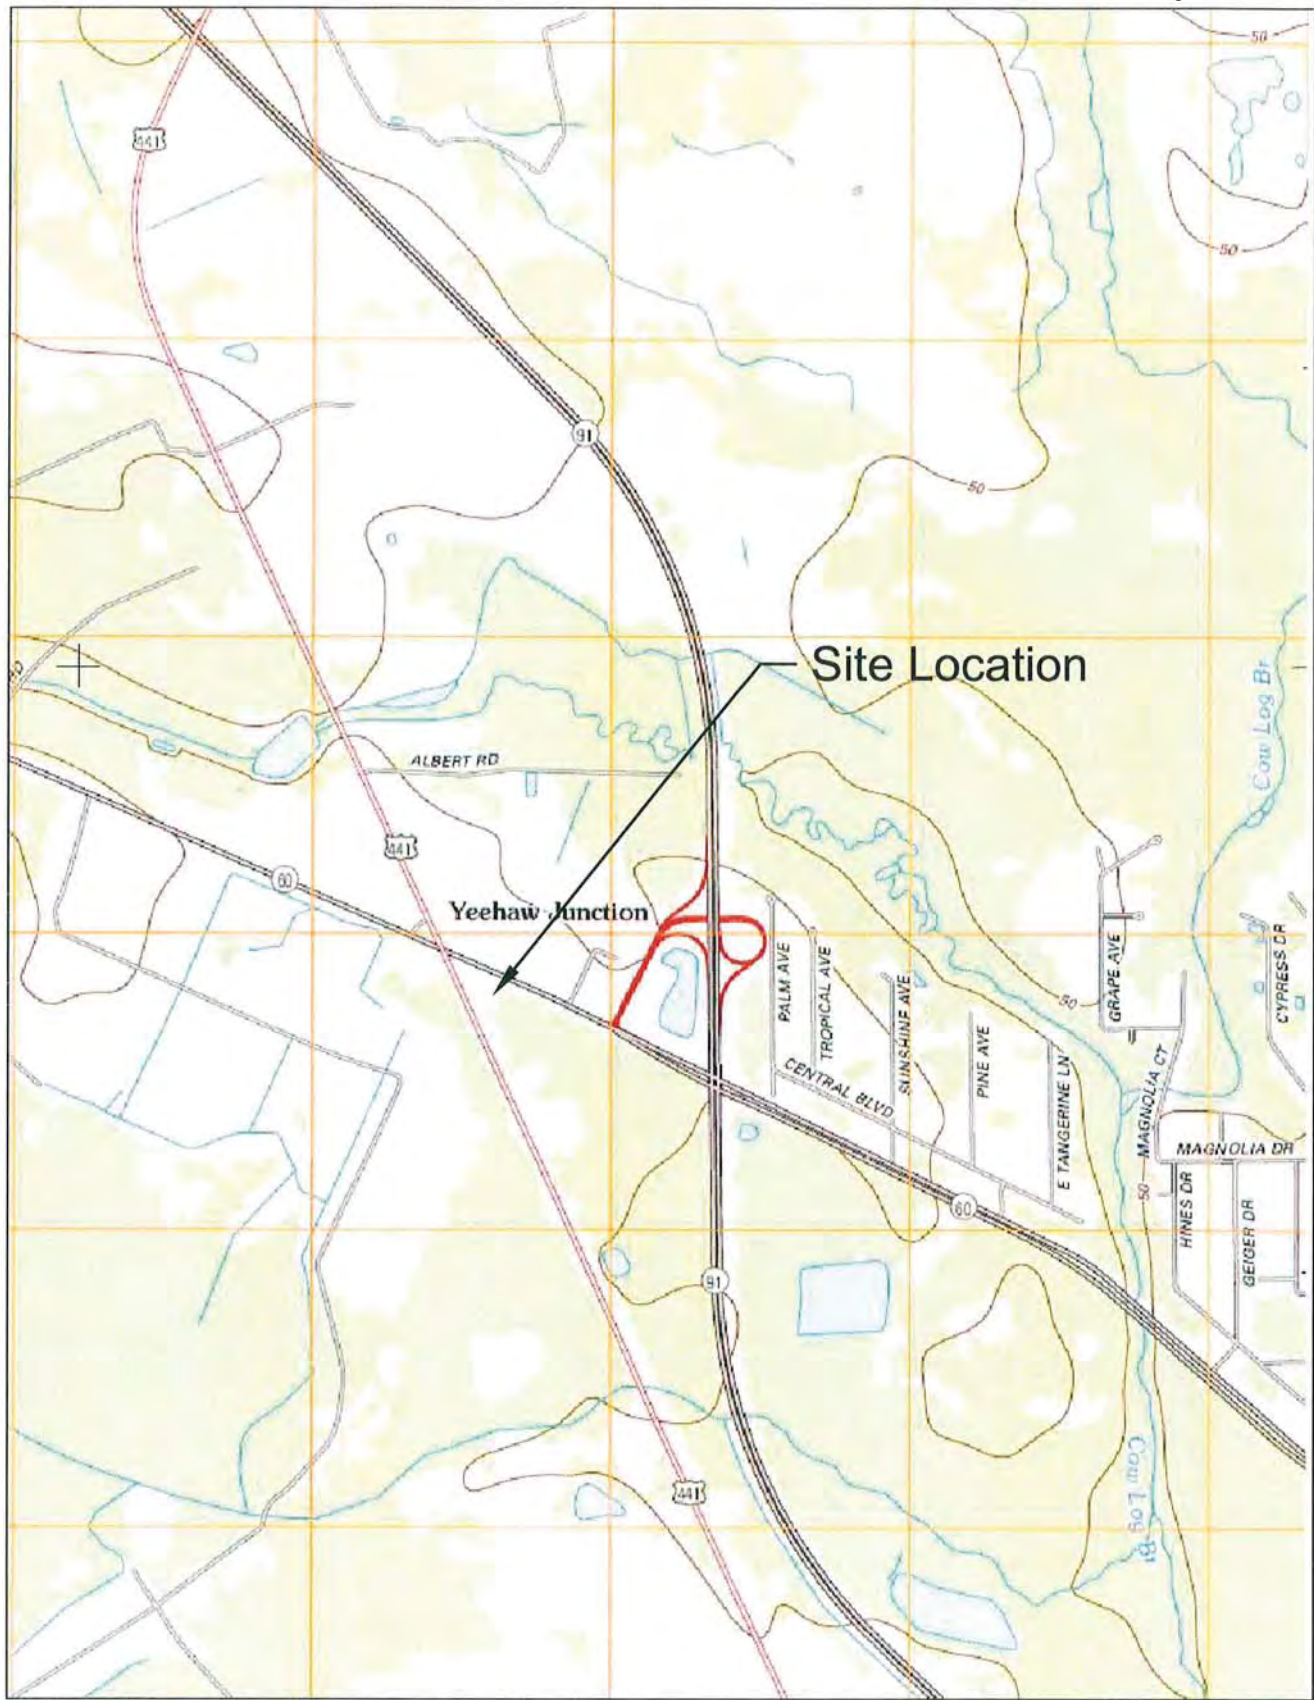 50
441
50
91
50
Site Location
Cow Log Br
ALBERT RD
441
60
Yeehaw Junction
PALM AVE
TROPICAL AVE
SUNSHINE AVE
PINE AVE
E TANGERINE LN
CENTRAL BLVD
50
GRAPE AVE
CYPRESS DR
MAGNOLIA CT
MAGNOLIA DR
50
HINES DR
GEIGER DR
60
91
441
Cow Log Br